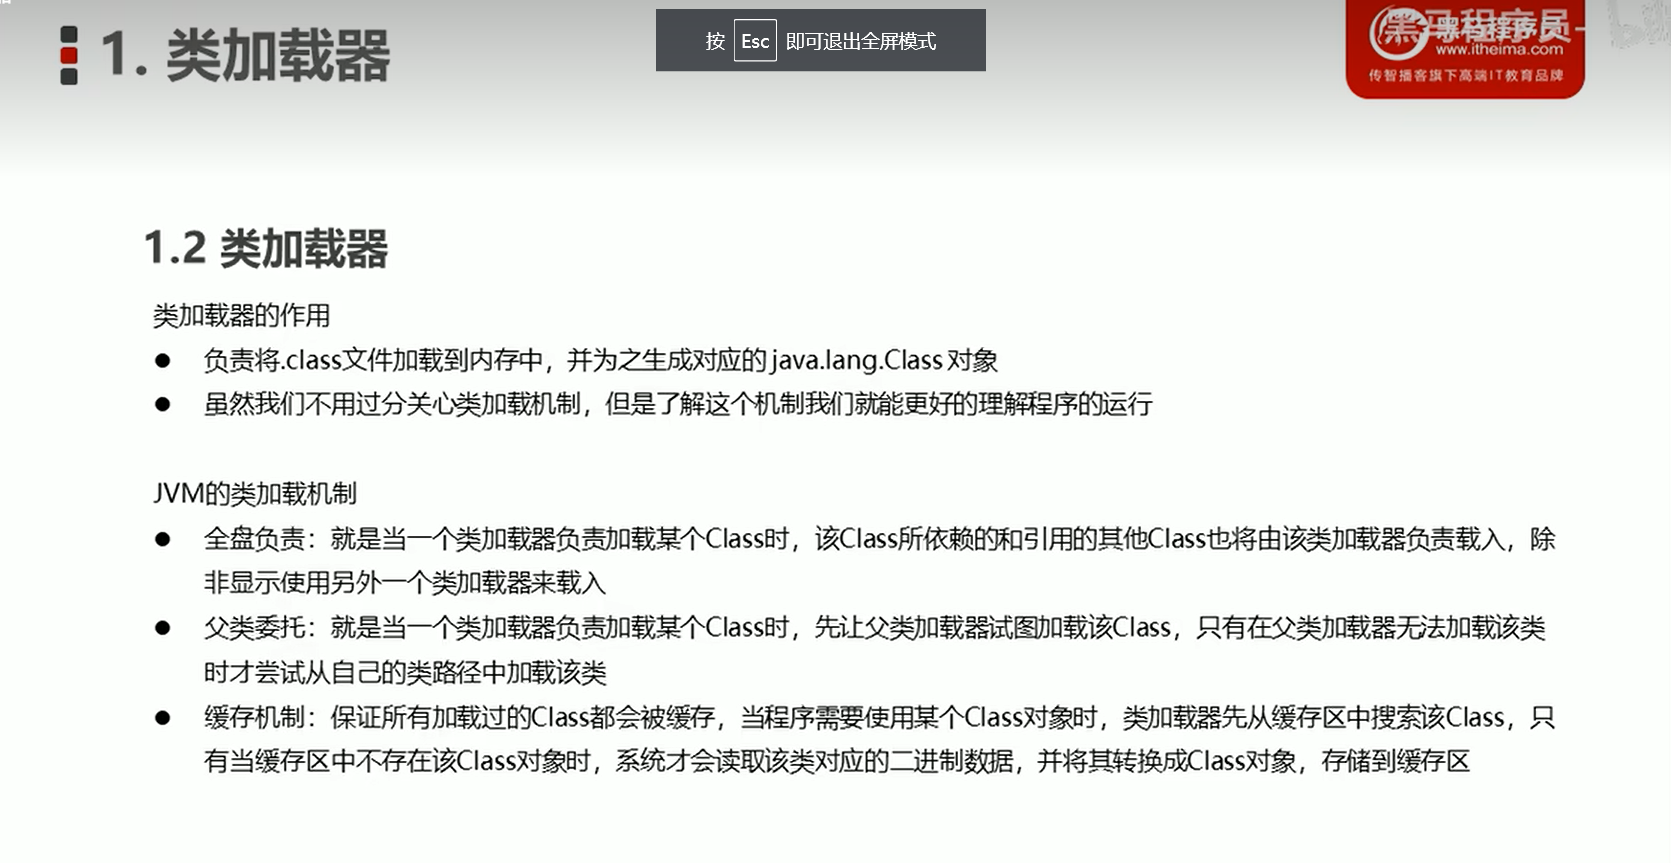 1. 类加载器
按 Esc 即可退出全屏模式
黑马程序员
www.itheima.com
传智播客旗下高端IT教育品牌
1.2 类加载器
类加载器的作用
● 负责将.class文件加载到内存中，并为之生成对应的 java.lang.Class 对象
● 虽然我们不用过分关心类加载机制，但是了解这个机制我们就能更好的理解程序的运行
JVM的类加载机制
● 全盘负责：就是当一个类加载器负责加载某个Class时，该Class所依赖的和引用的其他Class也将由该类加载器负责载入，除
非显示使用另外一个类加载器来载入
● 父类委托：就是当一个类加载器负责加载某个Class时，先让父类加载器试图加载该Class，只有在父类加载器无法加载该类
时才尝试从自己的类路径中加载该类
● 缓存机制：保证所有加载过的Class都会被缓存，当程序需要使用某个Class对象时，类加载器先从缓存区中搜索该Class，只
有当缓存区中不存在该Class对象时，系统才会读取该类对应的二进制数据，并将其转换成Class对象，存储到缓存区